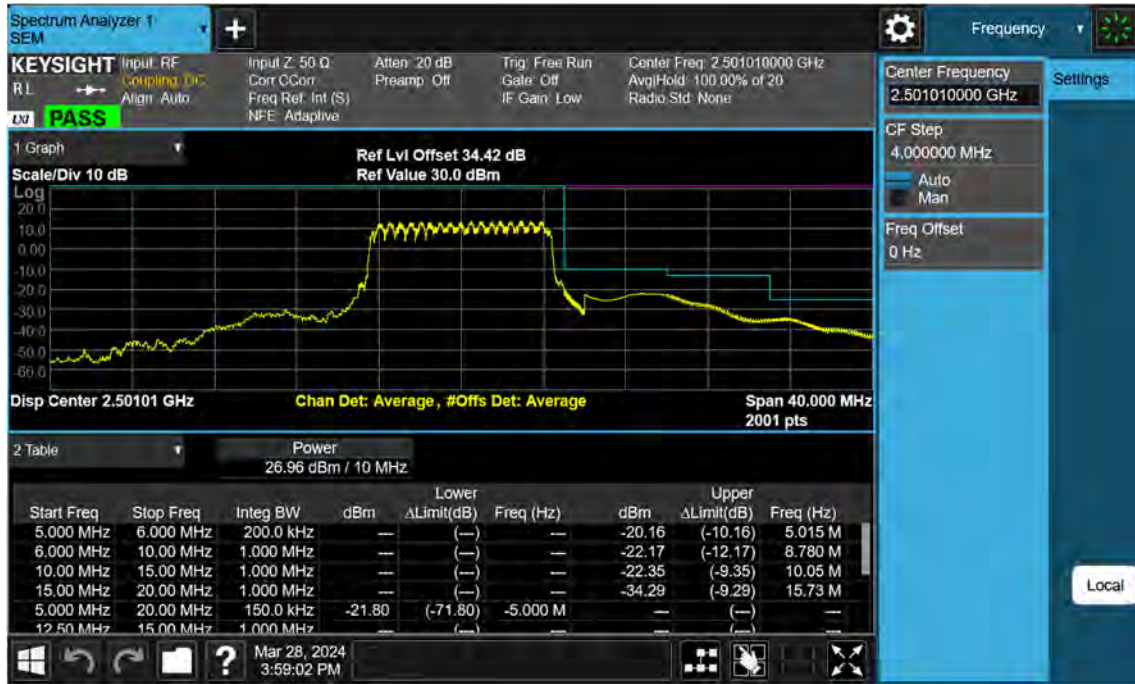 Spectrum Analyzer 1
SEM
Frequency
KEYSIGHT
R L
LXI
PASS
Input: RF
Coupling: DC
Align: Auto
Input Z: 50 Ω
Corr CCorr
Freq Ref: Int (S)
NFE: Adaptive
Atten: 20 dB
Preamp: Off
Trig: Free Run
Gate: Off
IF Gain: Low
Center Freq: 2.501010000 GHz
Avg|Hold: 100.00% of 20
Radio Std: None
Center Frequency
2.501010000 GHz
Settings
CF Step
4.000000 MHz
Auto
Man
Freq Offset
0 Hz
1 Graph
Scale/Div 10 dB
Ref Lvl Offset 34.42 dB
Ref Value 30.0 dBm
Log
20.0
10.0
0.00
-10.0
-20.0
-30.0
-40.0
-50.0
-60.0
Disp Center 2.50101 GHz
Chan Det: Average, #Offs Det: Average
Span 40.000 MHz
2001 pts
2 Table
Power
26.96 dBm / 10 MHz
Lower Upper
Start Freq Stop Freq Integ BW dBm ΔLimit(dB) Freq (Hz) dBm ΔLimit(dB) Freq (Hz)
5.000 MHz 6.000 MHz 200.0 kHz --- (---) --- -20.16 (-10.16) 5.015 M
6.000 MHz 10.00 MHz 1.000 MHz --- (---) --- -22.17 (-12.17) 8.780 M
10.00 MHz 15.00 MHz 1.000 MHz --- (---) --- -22.35 (-9.35) 10.05 M
15.00 MHz 20.00 MHz 1.000 MHz --- (---) --- -34.29 (-9.29) 15.73 M
5.000 MHz 20.00 MHz 150.0 kHz -21.80 (-71.80) -5.000 M --- (---) ---
12.50 MHz 15.00 MHz 1.000 MHz --- (---) --- --- (---) ---
Local
?
Mar 28, 2024
3:59:02 PM